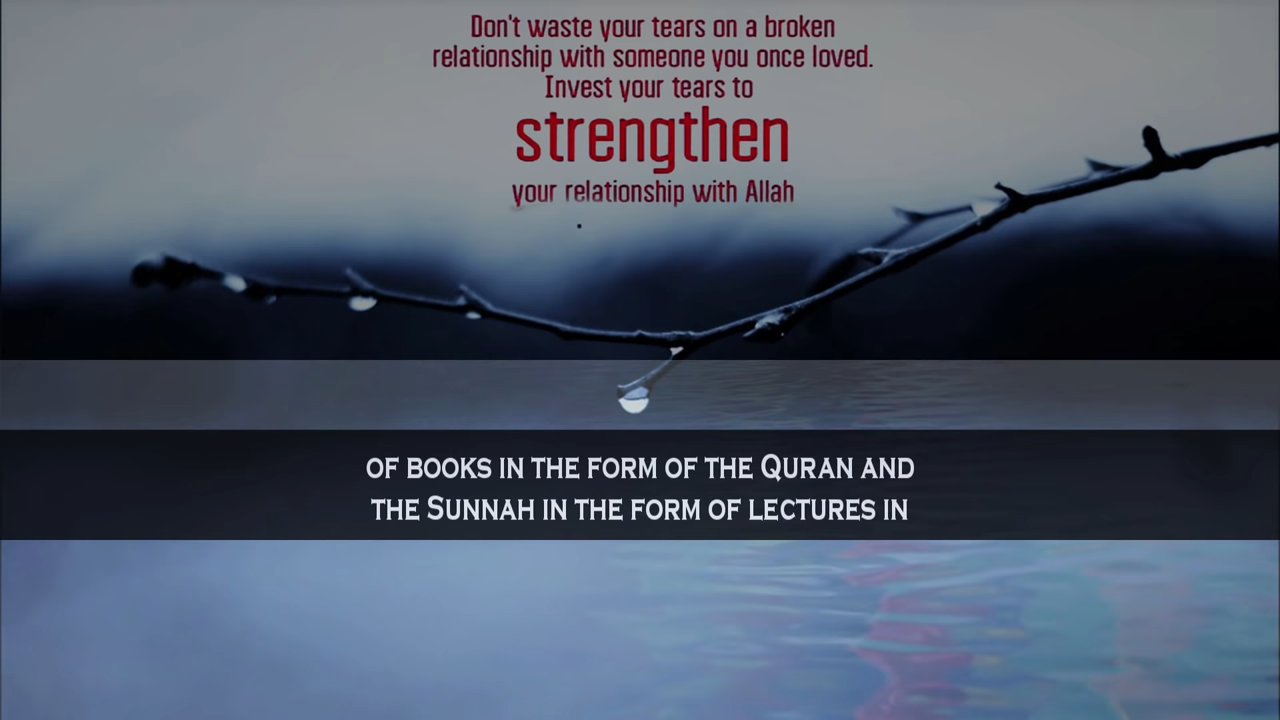 Don't waste your tears on a broken
relationship with someone you once loved.
Invest your tears to
strengthen
your relationship with Allah
OF BOOKS IN THE FORM OF THE QURAN AND
THE SUNNAH IN THE FORM OF LECTURES IN